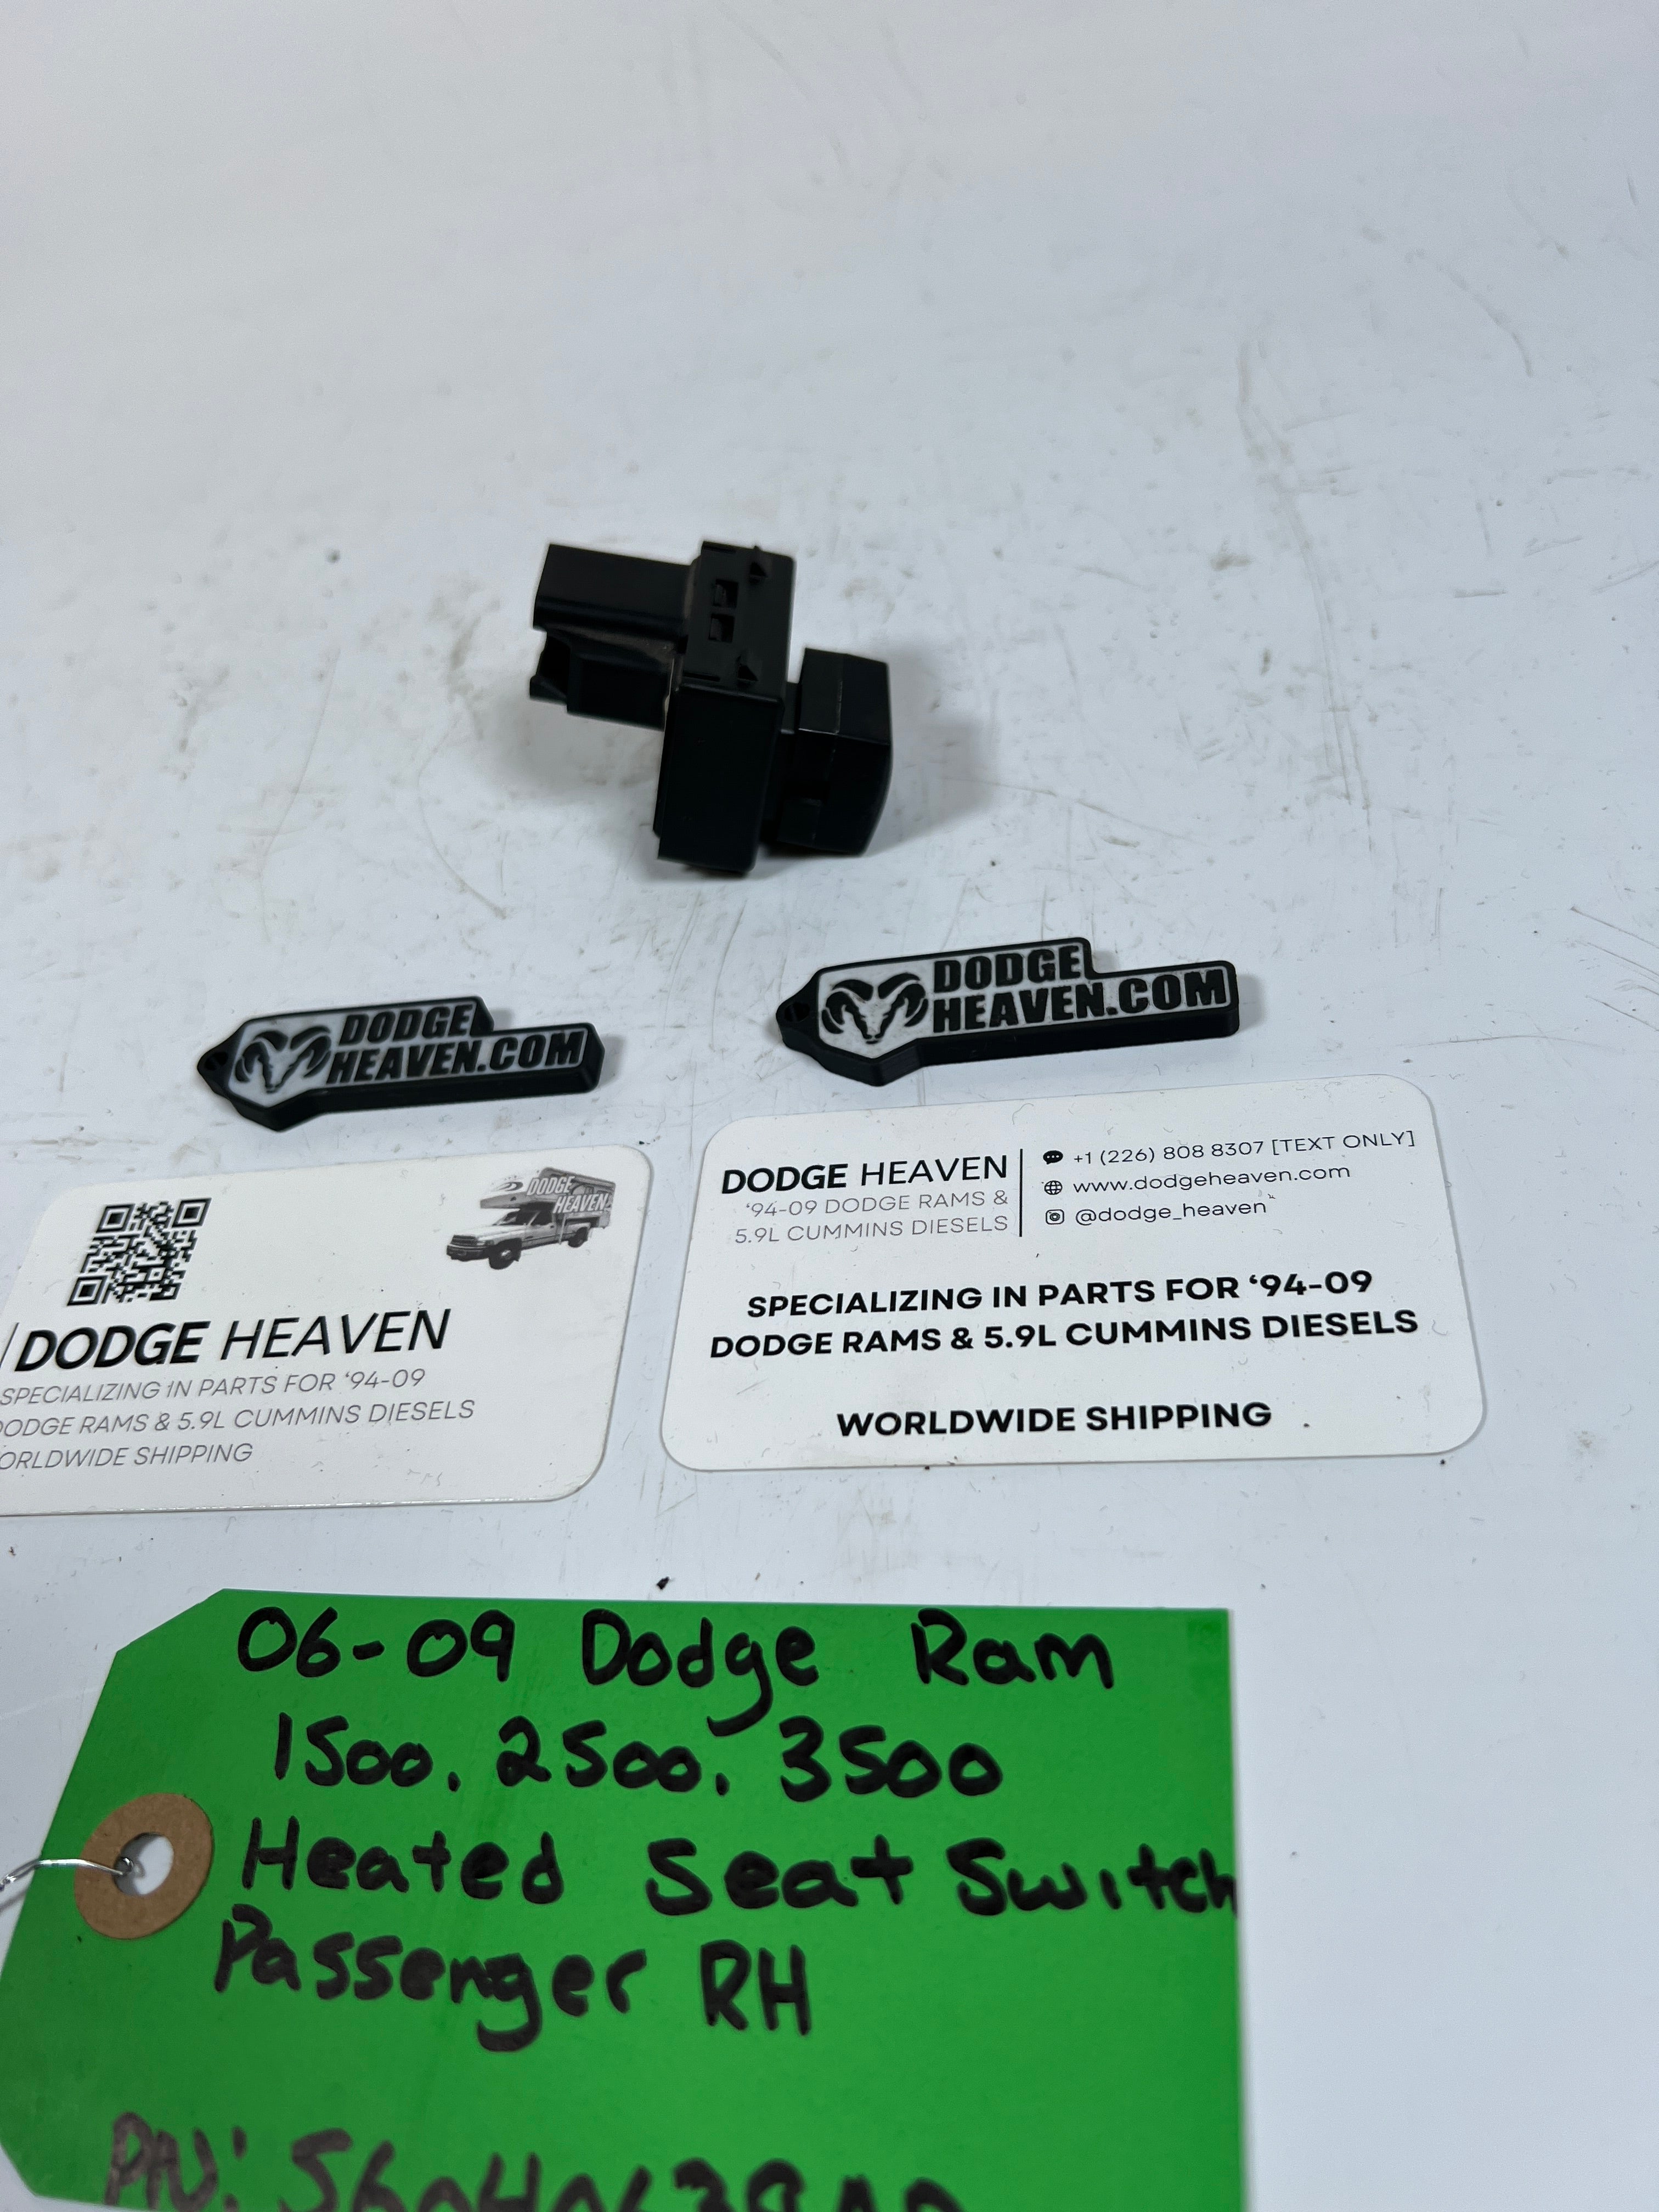 DODGE
HEAVEN.COM
DODGE
HEAVEN.COM
DODGE
HEAVEN
DODGE HEAVEN
SPECIALIZING IN PARTS FOR ‘94-09
DODGE RAMS & 5.9L CUMMINS DIESELS
WORLDWIDE SHIPPING
DODGE HEAVEN
‘94-09 DODGE RAMS &
5.9L CUMMINS DIESELS
+1 (226) 808 8307 [TEXT ONLY]
www.dodgeheaven.com
@dodge_heaven
SPECIALIZING IN PARTS FOR ‘94-09
DODGE RAMS & 5.9L CUMMINS DIESELS
WORLDWIDE SHIPPING
06-09 Dodge Ram
1500, 2500, 3500
Heated Seat Switch
Passenger RH
PN: